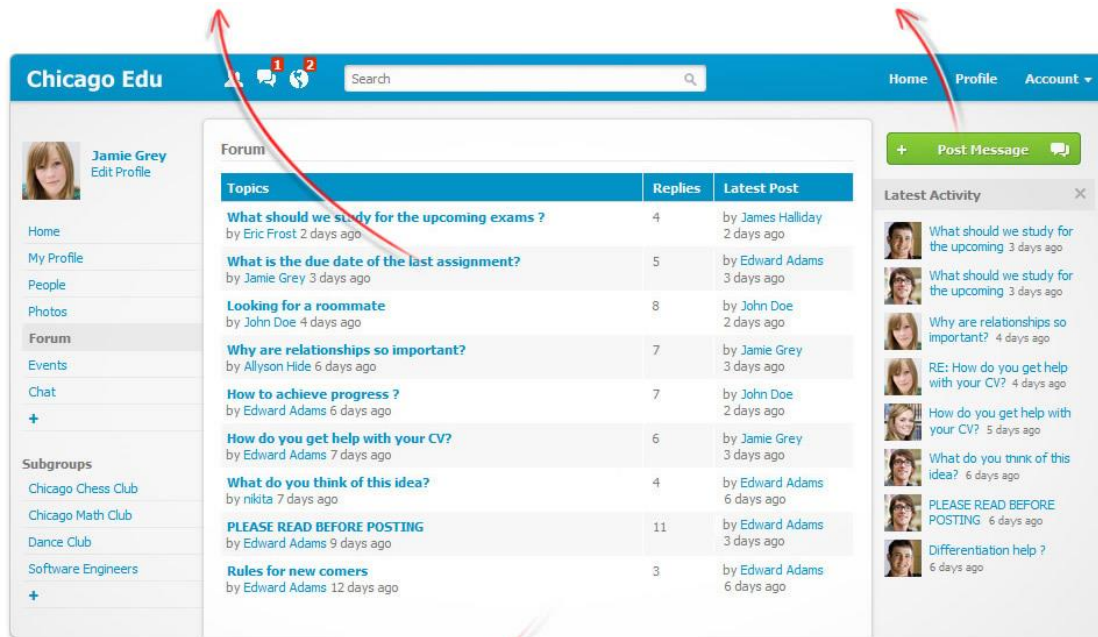 Chicago Edu
1
2
Search
Home Profile Account
Jamie Grey
Edit Profile
Home
My Profile
People
Photos
Forum
Events
Chat
+
Subgroups
Chicago Chess Club
Chicago Math Club
Dance Club
Software Engineers
+
Forum
Topics Replies Latest Post
What should we study for the upcoming exams ? 4 by James Halliday
by Eric Frost 2 days ago 2 days ago
What is the due date of the last assignment? 5 by Edward Adams
by Jamie Grey 3 days ago 3 days ago
Looking for a roommate 8 by John Doe
by John Doe 4 days ago 2 days ago
Why are relationships so important? 7 by Jamie Grey
by Allyson Hide 6 days ago 3 days ago
How to achieve progress ? 7 by John Doe
by Edward Adams 6 days ago 2 days ago
How do you get help with your CV? 6 by Jamie Grey
by Edward Adams 7 days ago 3 days ago
What do you think of this idea? 4 by Edward Adams
by nikita 7 days ago 6 days ago
PLEASE READ BEFORE POSTING 11 by Edward Adams
by Edward Adams 9 days ago 3 days ago
Rules for new comers 3 by Edward Adams
by Edward Adams 12 days ago 6 days ago
+ Post Message
Latest Activity ×
What should we study for
the upcoming 3 days ago
What should we study for
the upcoming 3 days ago
Why are relationships so
important? 4 days ago
RE: How do you get help
with your CV? 4 days ago
How do you get help with
your CV? 5 days ago
What do you think of this
idea? 6 days ago
PLEASE READ BEFORE
POSTING 6 days ago
Differentiation help ?
6 days ago